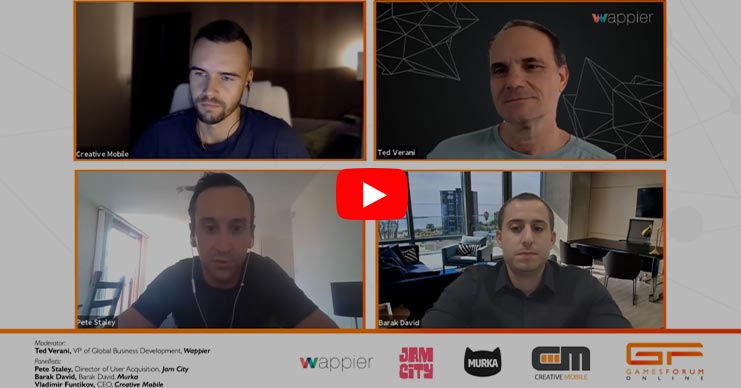 wappier
Creative Mobile
Ted Verani
Pete Staley
Barak David
Moderator:
Ted Verani, VP of Global Business Development, Wappier
Panellists:
Pete Staley, Director of User Acquisition, Jam City
Barak David, Barak David, Murka
Vladimir Funtikov, CEO, Creative Mobile
wappier
JAM
CITY
MURKA
CM
CREATIVE MOBILE
GF
GAMESFORUM
ONLINE